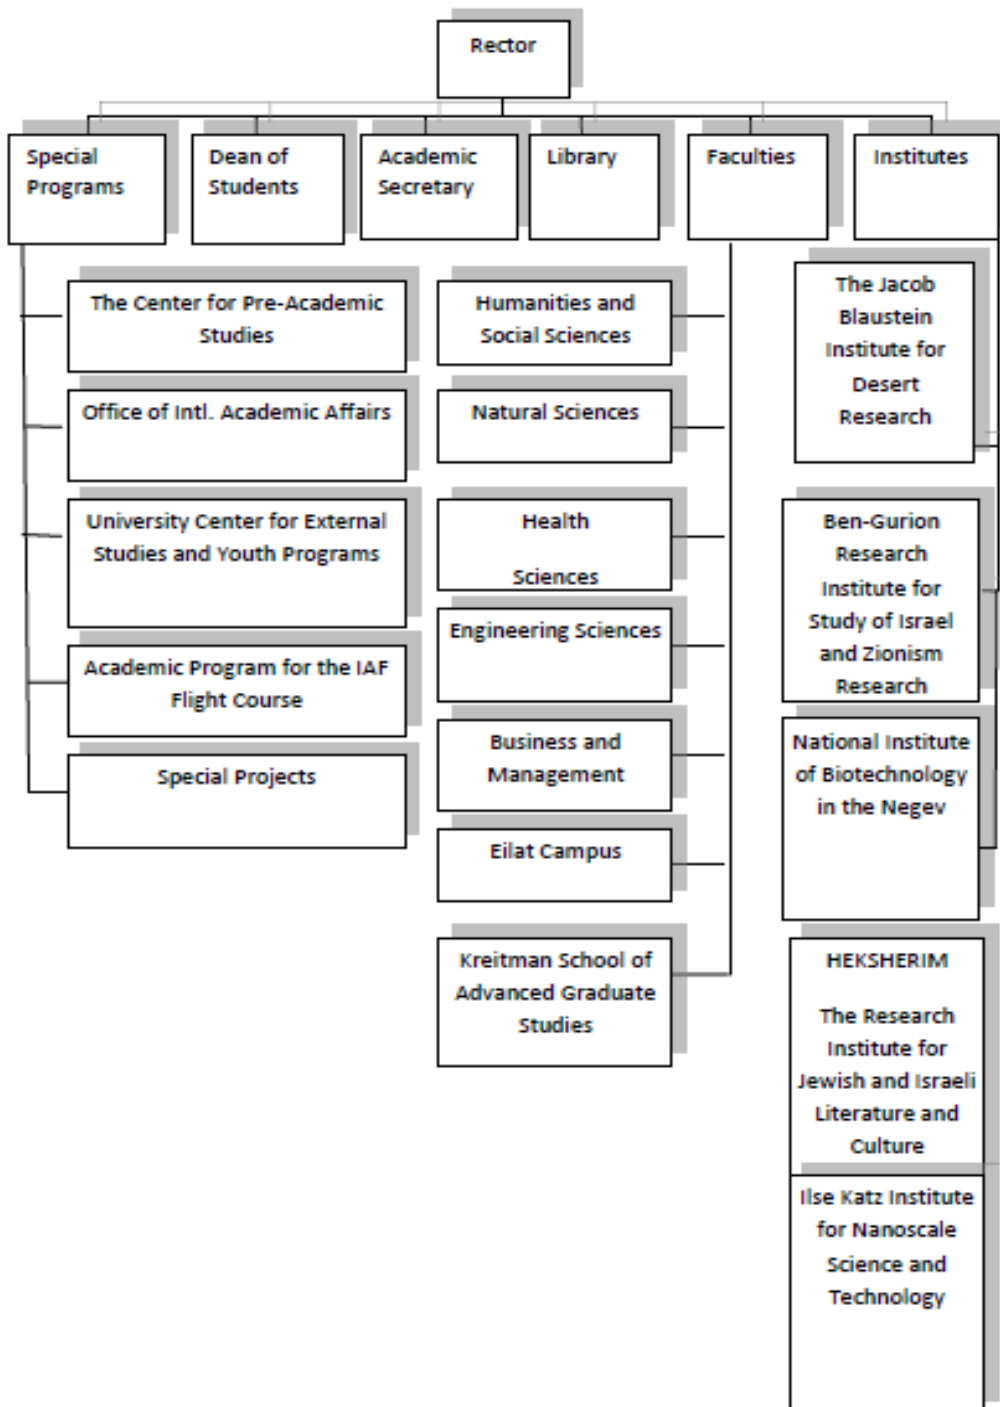 Rector
Special
Programs
Dean of
Students
Academic
Secretary
Library
Faculties
Institutes
The Center for Pre-Academic
Studies
Office of Intl. Academic Affairs
University Center for External
Studies and Youth Programs
Academic Program for the IAF
Flight Course
Special Projects
Humanities and
Social Sciences
Natural Sciences
Health
Sciences
Engineering Sciences
Business and
Management
Eilat Campus
Kreitman School of
Advanced Graduate
Studies
The Jacob
Blaustein
Institute for
Desert
Research
Ben-Gurion
Research
Institute for
Study of Israel
and Zionism
Research
National Institute
of Biotechnology
in the Negev
HEKSHERIM
The Research
Institute for
Jewish and Israeli
Literature and
Culture
Ilse Katz Institute
for Nanoscale
Science and
Technology